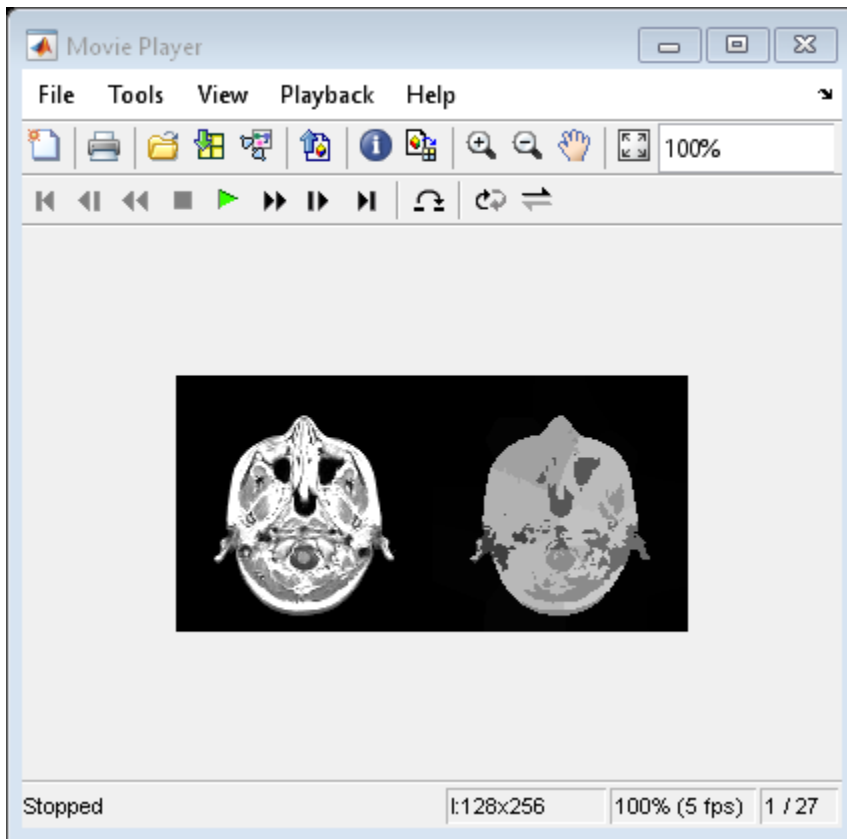 Movie Player
File Tools View Playback Help
100%
Stopped I:128x256 100% (5 fps) 1 / 27